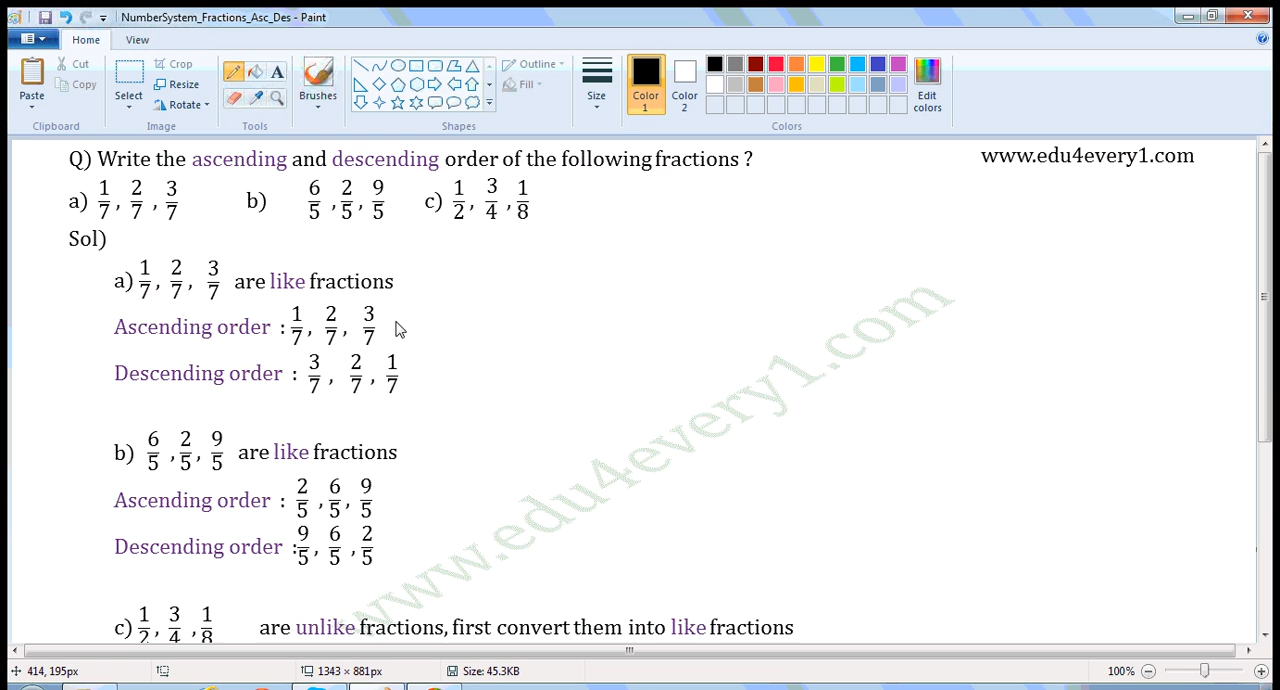 NumberSystem_Fractions_Asc_Des - Paint
Home View
Paste Cut Copy Select Crop Resize Rotate A Brushes Outline Fill Size Color 1 Color 2 Edit colors
Clipboard Image Tools Shapes Colors
Q) Write the ascending and descending order of the following fractions ? www.edu4every1.com
a) 1/7, 2/7, 3/7 b) 6/5, 2/5, 9/5 c) 1/2, 3/4, 1/8
Sol)
a) 1/7, 2/7, 3/7 are like fractions
Ascending order : 1/7, 2/7, 3/7
Descending order : 3/7, 2/7, 1/7
b) 6/5, 2/5, 9/5 are like fractions
Ascending order : 2/5, 6/5, 9/5
Descending order : 9/5, 6/5, 2/5
c) 1/2, 3/4, 1/8 are unlike fractions, first convert them into like fractions
www.edu4every1.com
414, 195px 1343 × 881px Size: 45.3KB 100%